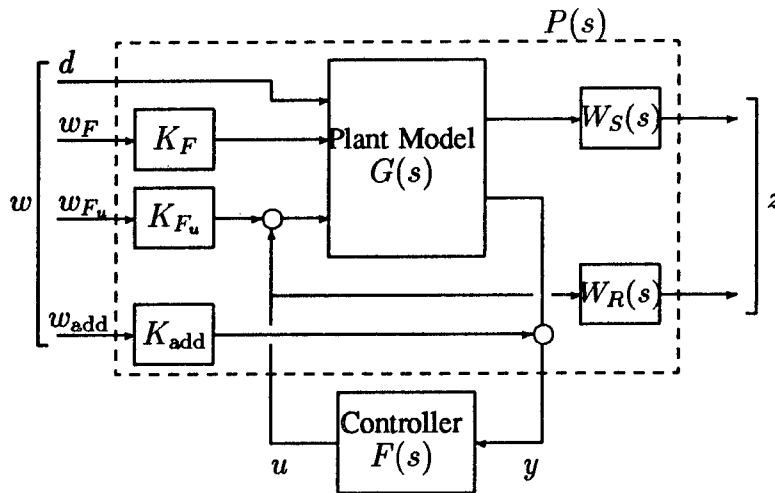 P(s)
d
w_F
K_F
Plant Model
G(s)
W_S(s)
w
w_{F_u}
K_{F_u}
z
W_R(s)
w_add
K_add
Controller
F(s)
u
y